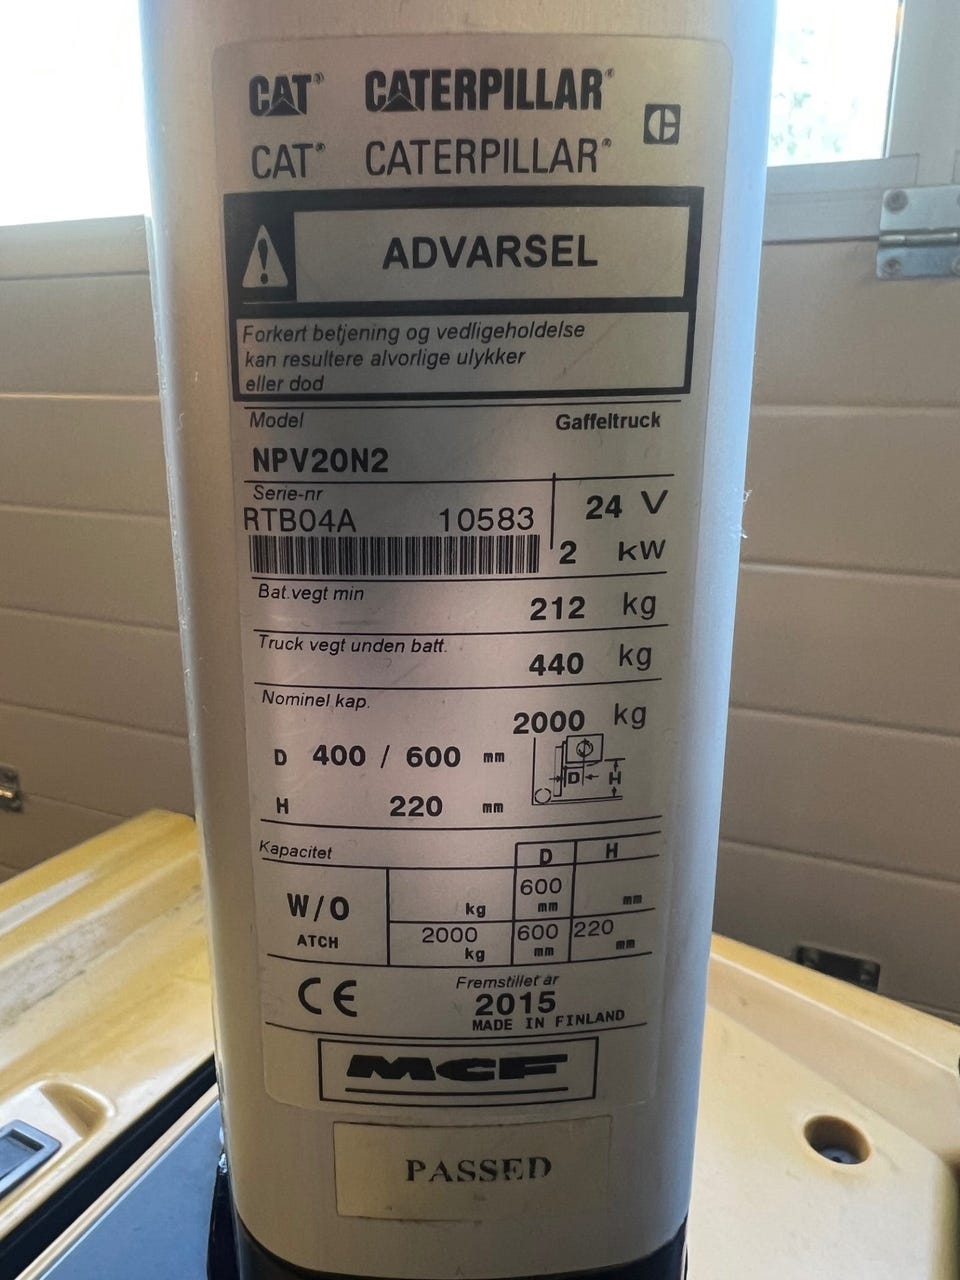 CAT® CATERPILLAR® C
CAT® CATERPILLAR®
ADVARSEL
Forkert betjening og vedligeholdelse
kan resultere alvorlige ulykker
eller dod
Model Gaffeltruck
NPV20N2
Serie-nr
RTB04A 10583
24 V
2 kW
Bat.vegt min
212 kg
Truck vegt unden batt.
440 kg
Nominel kap.
2000 kg
D 400 / 600 mm
H 220 mm
D H
Kapacitet D H
W/O
ATCH
kg 600 mm mm
2000 kg 600 mm 220 mm
CE
Fremstillet år
2015
MADE IN FINLAND
MCF
PASSED